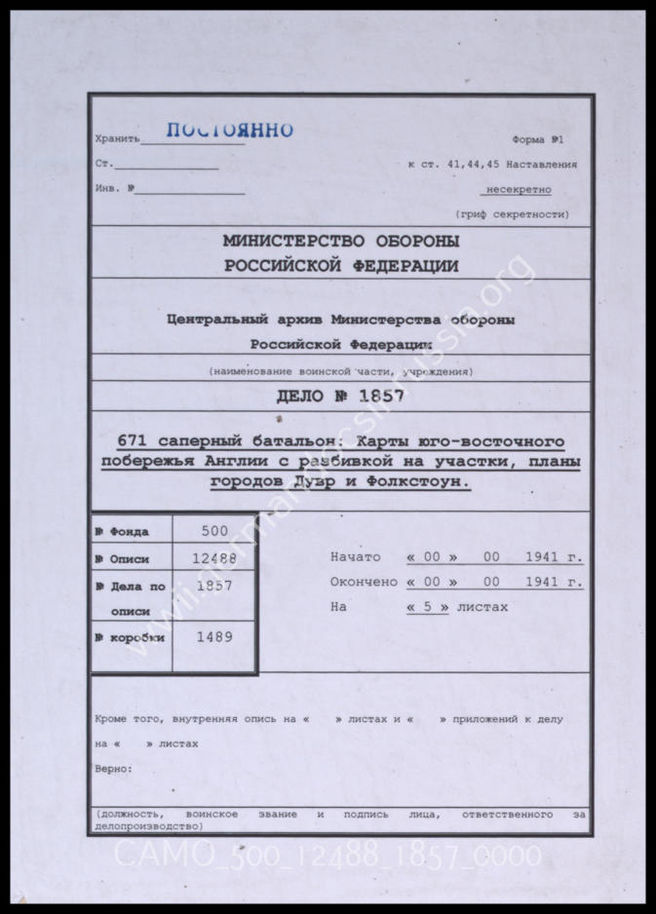 Хранить ПОСТОЯННО
Форма №1
Ст.
к ст. 41,44,45 Наставления
Инв. №
несекретно
(гриф секретности)
МИНИСТЕРСТВО ОБОРОНЫ
РОССИЙСКОЙ ФЕДЕРАЦИИ
Центральный архив Министерства обороны
Российской Федерации
(наименование воинской части, учреждения)
ДЕЛО № 1857
671 саперный батальон: Карты юго-восточного
побережья Англии с разбивкой на участки, планы
городов Дувр и Фолкстоун.
№ Фонда 500
№ Описи 12488
№ Дела по описи 1857
№ коробки 1489
Начато « 00 » 00 1941 г.
Окончено « 00 » 00 1941 г.
На « 5 » листах
Кроме того, внутренняя опись на « » листах и « » приложений к делу
на « » листах
Верно:
(должность, воинское звание и подпись лица, ответственного за
делопроизводство)
CAMO_500_12488_1857_0000
wwii.germandocsinrussia.org